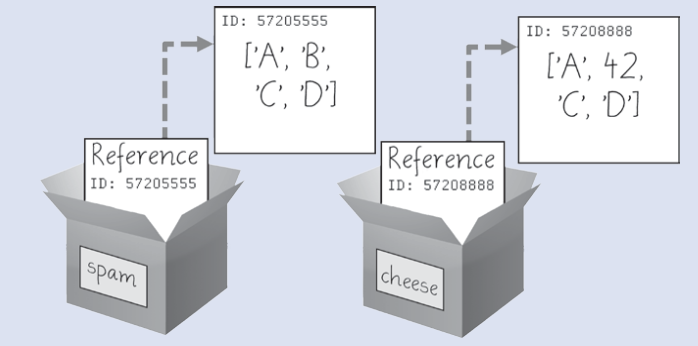 ID: 57205555
['A', 'B',
'C', 'D']
Reference
ID: 57205555
spam
ID: 57208888
['A', 42,
'C', 'D']
Reference
ID: 57208888
cheese